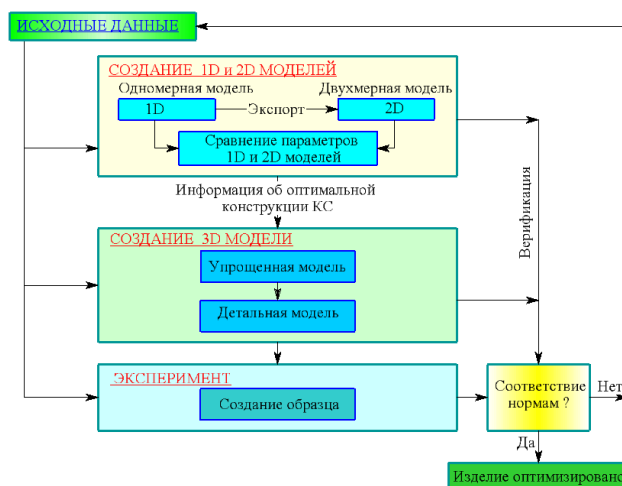 ИСХОДНЫЕ ДАННЫЕ
СОЗДАНИЕ 1D и 2D МОДЕЛЕЙ
Одномерная модель
Двухмерная модель
1D
Экспорт
2D
Сравнение параметров
1D и 2D моделей
Информация об оптимальной
конструкции КС
Верификация
СОЗДАНИЕ 3D МОДЕЛИ
Упрощенная модель
Детальная модель
ЭКСПЕРИМЕНТ
Создание образца
Соответствие
нормам ?
Нет
Да
Изделие оптимизировано